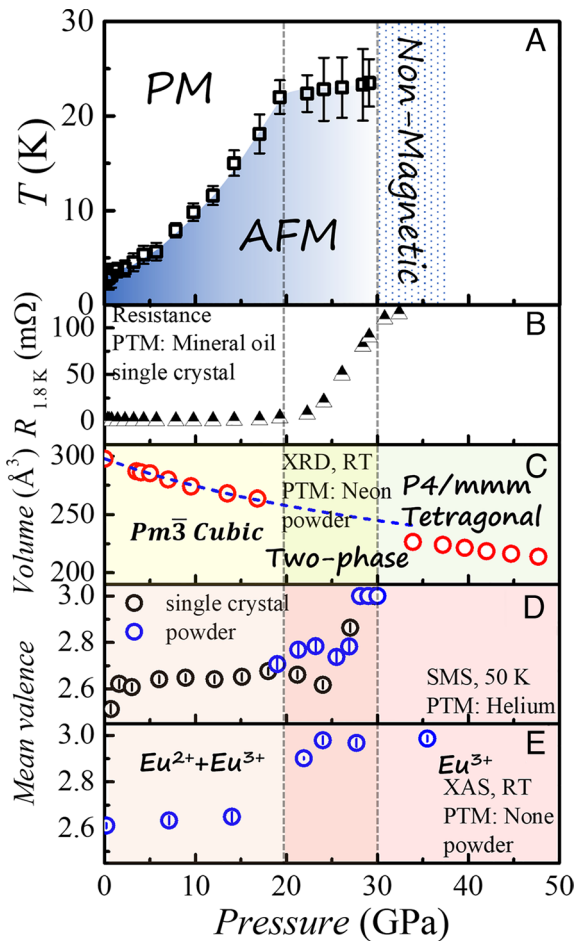 A
30
20
10
0
T (K)
PM
AFM
Non-Magnetic
B
100
50
0
R 1.8 K (mΩ)
Resistance
PTM: Mineral oil
single crystal
C
300
250
200
Volume (Å³)
XRD, RT
PTM: Neon
powder
Pm3̄ Cubic
Two-phase
P4/mmm
Tetragonal
D
3.0
2.8
2.6
Mean valence
single crystal
powder
SMS, 50 K
PTM: Helium
E
3.0
2.8
2.6
Eu²⁺+Eu³⁺
Eu³⁺
XAS, RT
PTM: None
powder
0 10 20 30 40 50
Pressure (GPa)